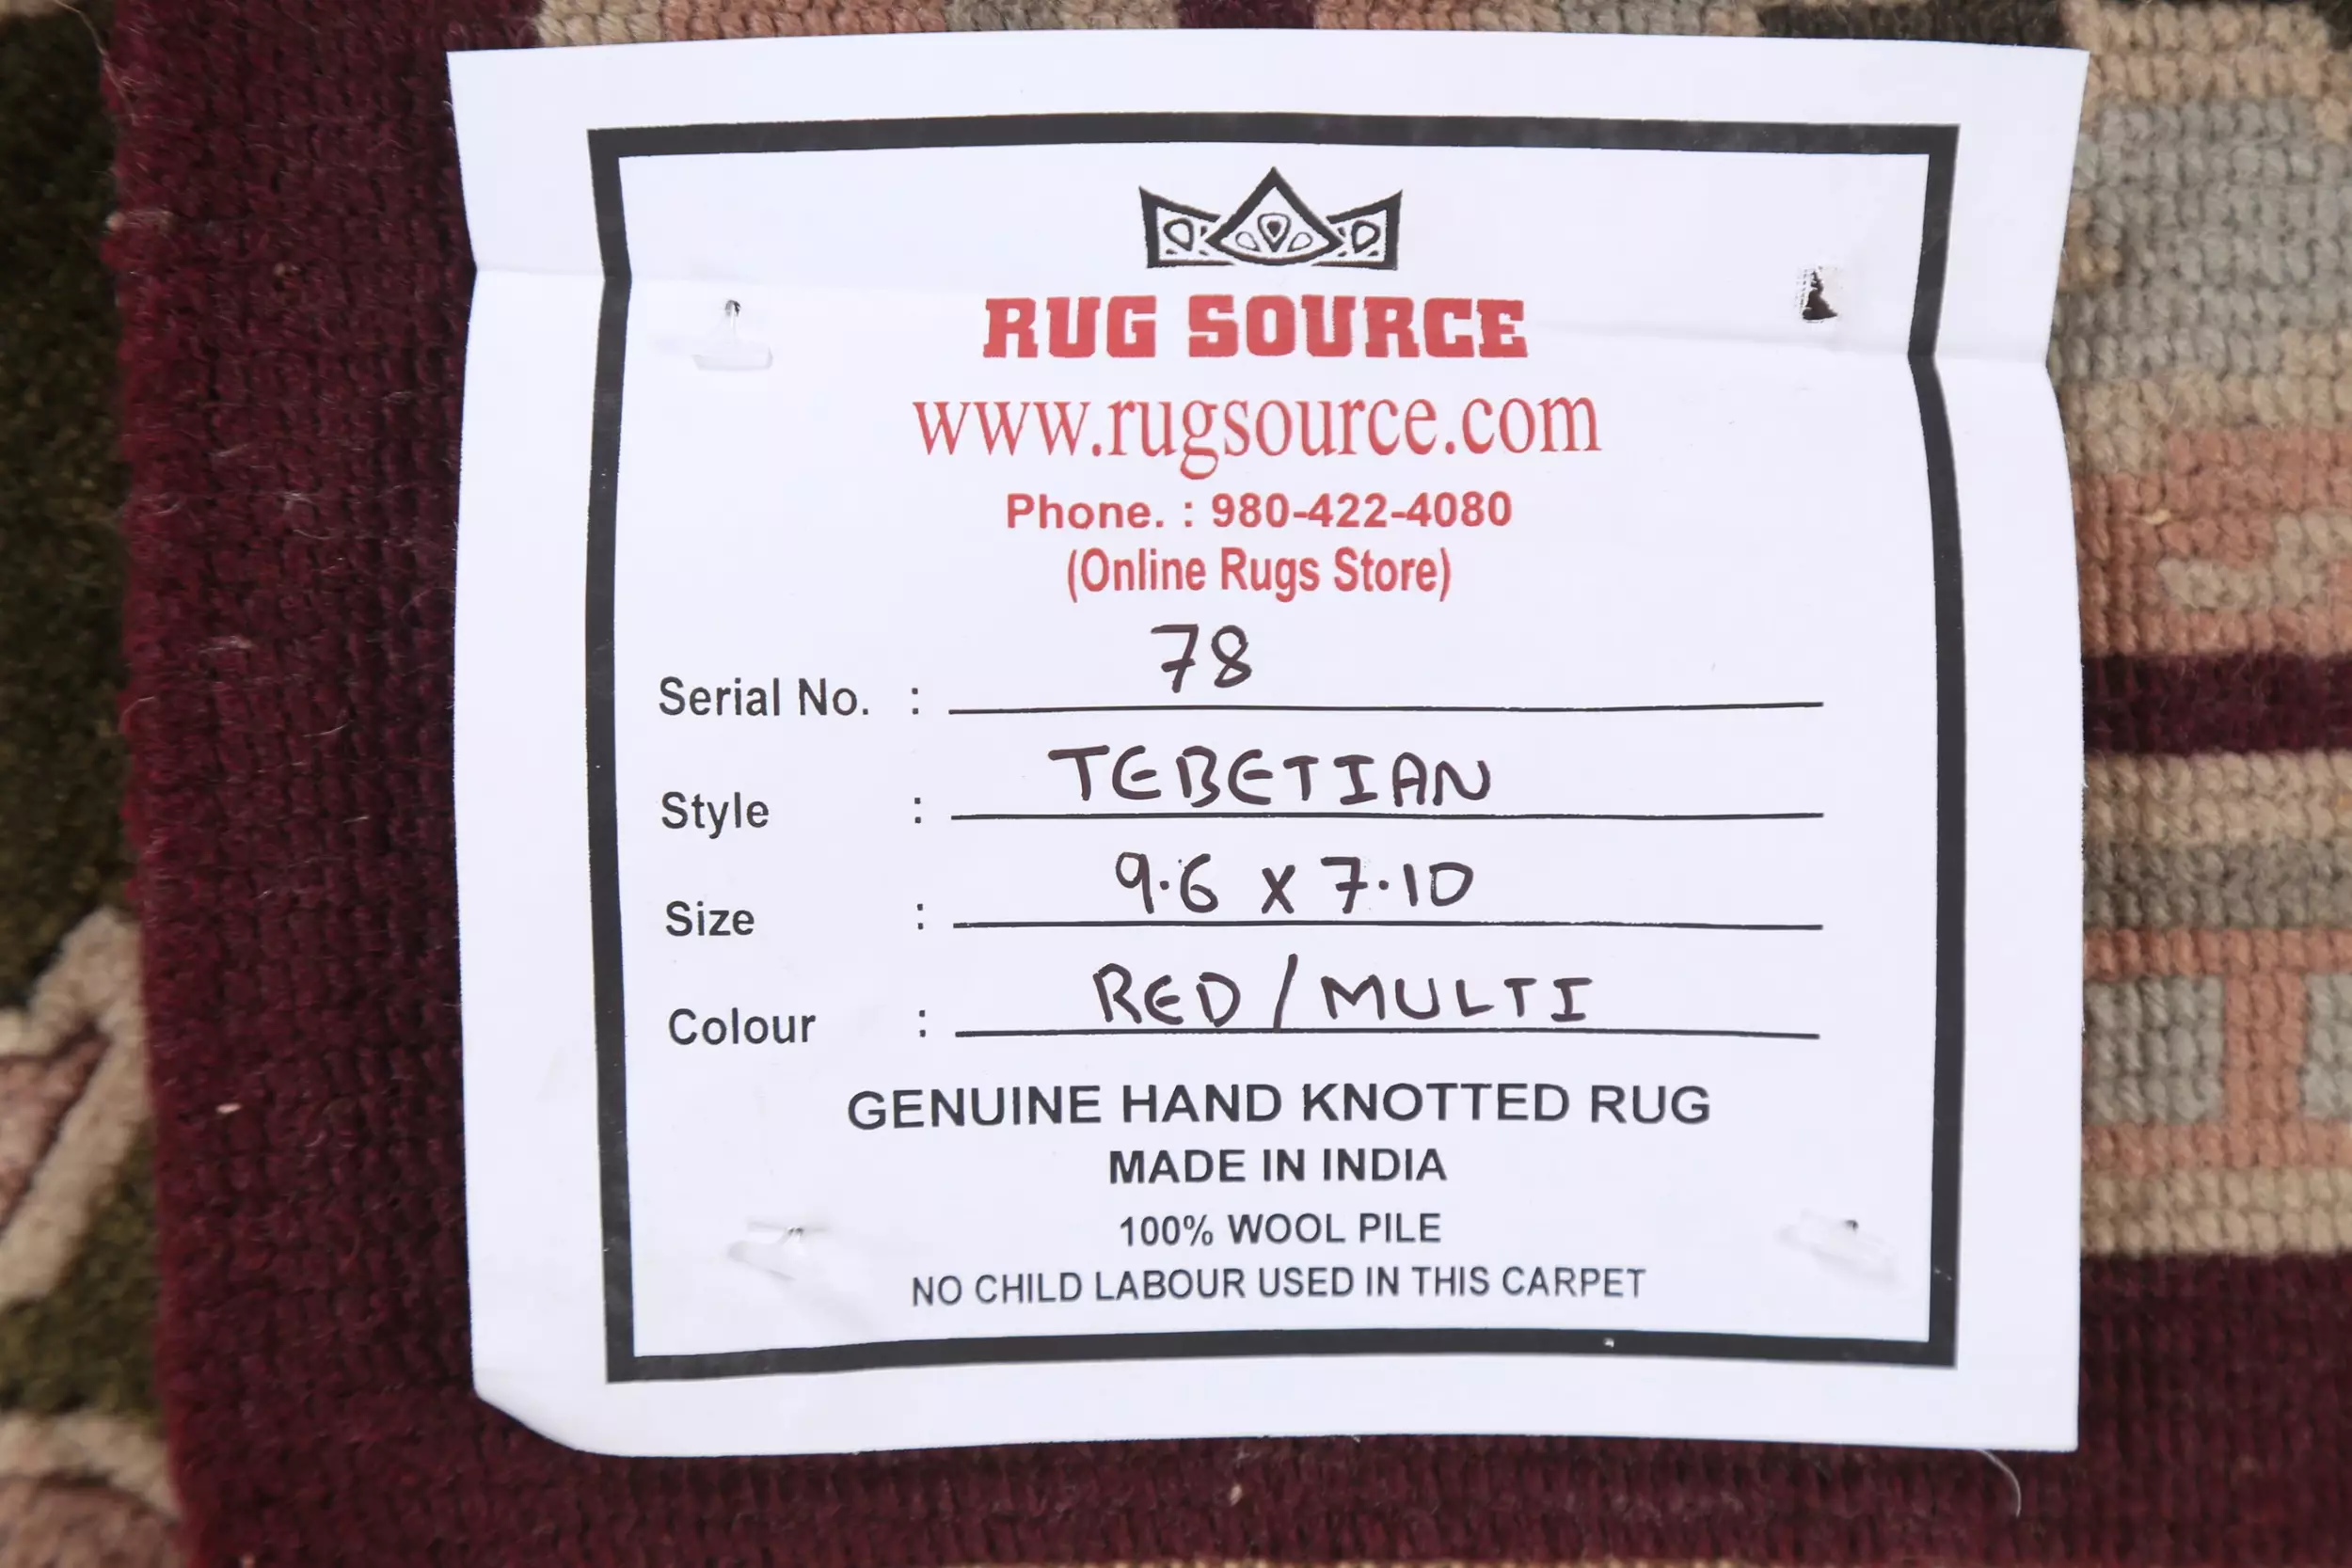 RUG SOURCE
www.rugsource.com
Phone. : 980-422-4080
(Online Rugs Store)
Serial No. : 78
Style : TEBETIAN
Size : 9.6 X 7.10
Colour : RED / MULTI
GENUINE HAND KNOTTED RUG
MADE IN INDIA
100% WOOL PILE
NO CHILD LABOUR USED IN THIS CARPET